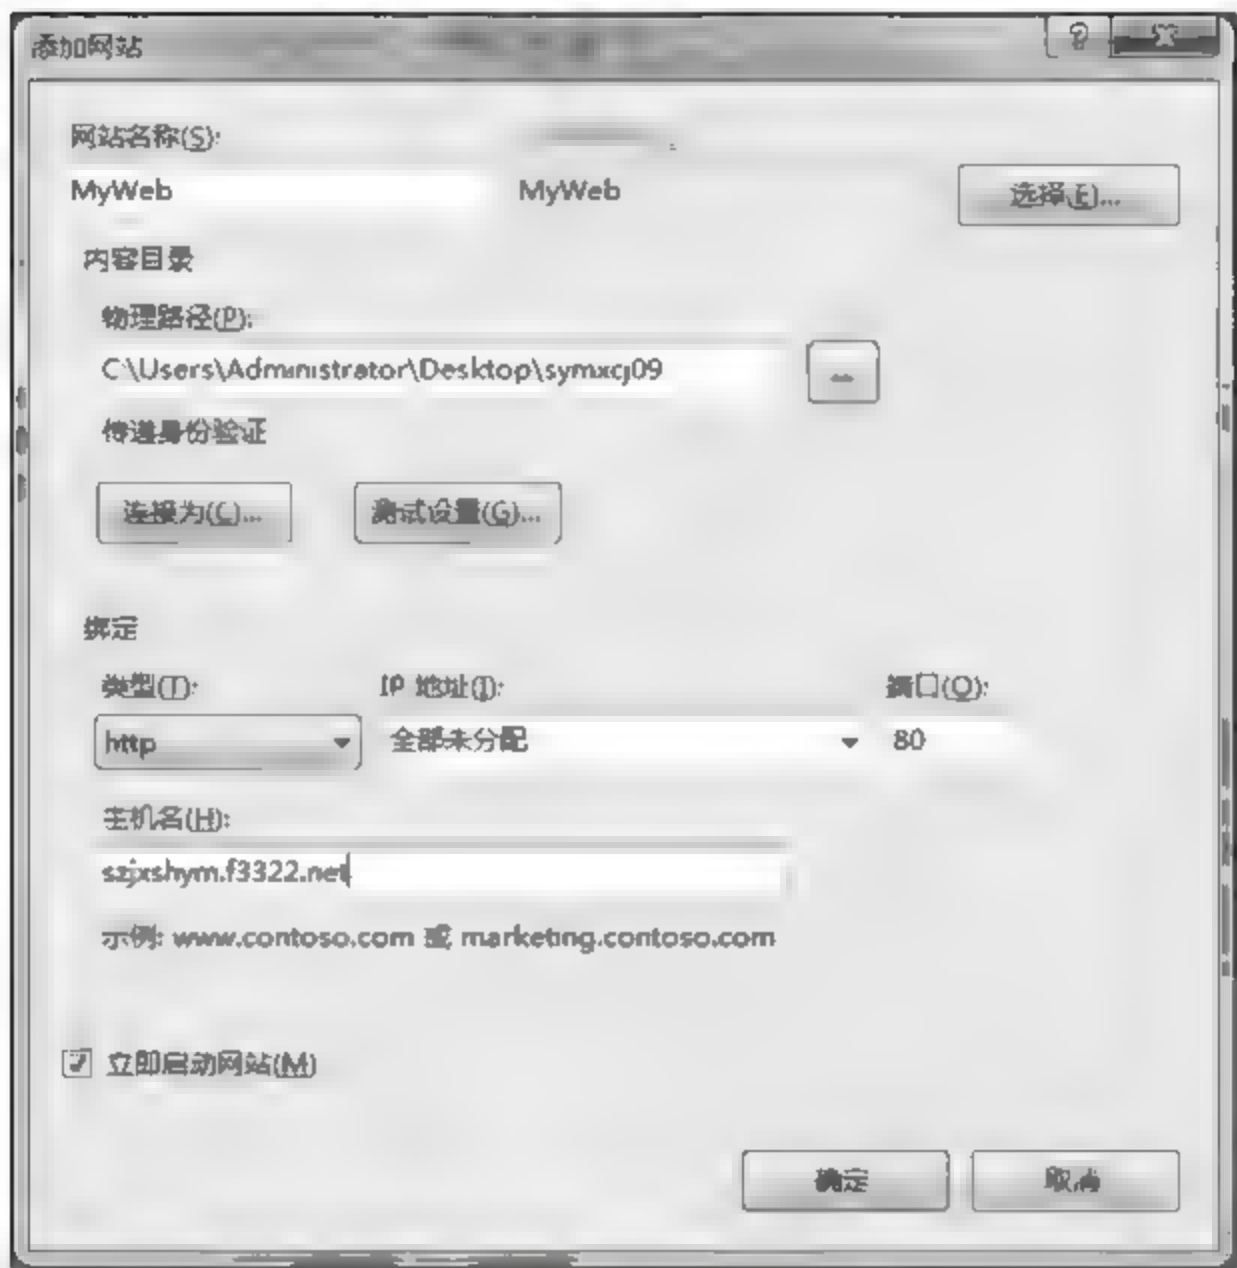 添加网站
网站名称(S):
MyWeb MyWeb 选择(E)...
内容目录
物理路径(P):
C:\Users\Administrator\Desktop\symxcj09 ...
传递身份验证
连接为(C)... 测试设置(G)...
绑定
类型(T): IP 地址(I): 端口(O):
http 全部未分配 80
主机名(H):
szjxshym.f3322.net
示例: www.contoso.com 或 marketing.contoso.com
立即启动网站(M)
确定 取消